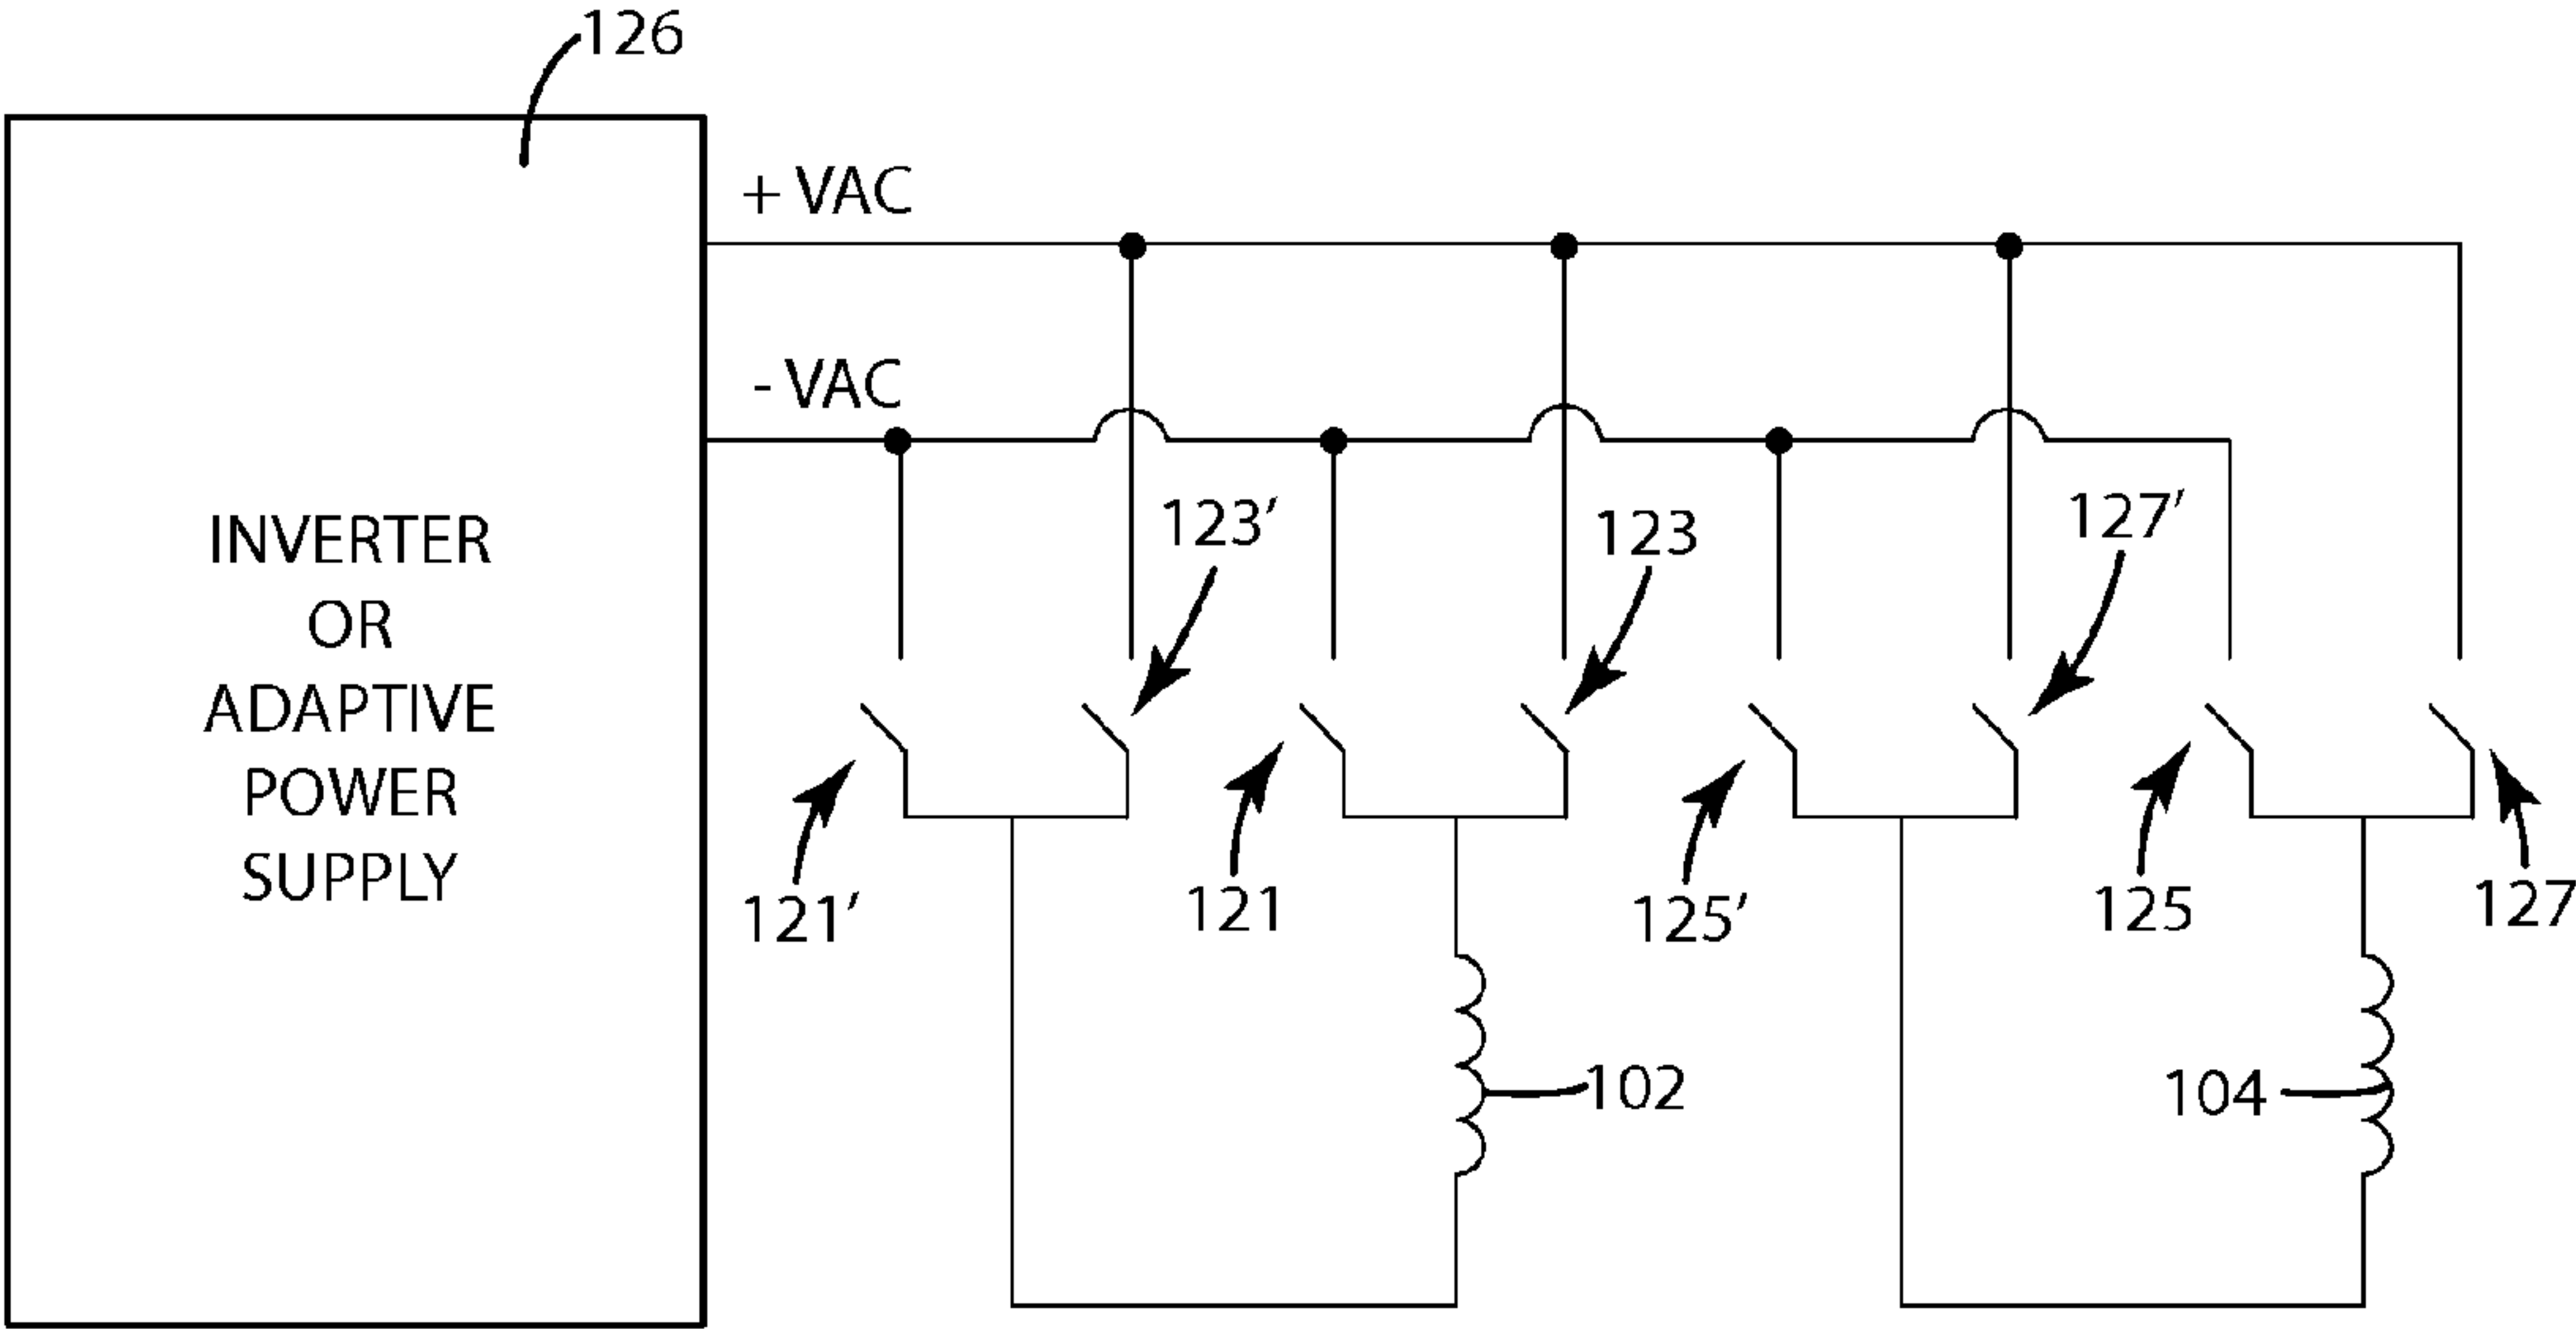 126
+ VAC
- VAC
INVERTER
OR
ADAPTIVE
POWER
SUPPLY
123′
123
127′
121′
121
125′
125
127
102
104